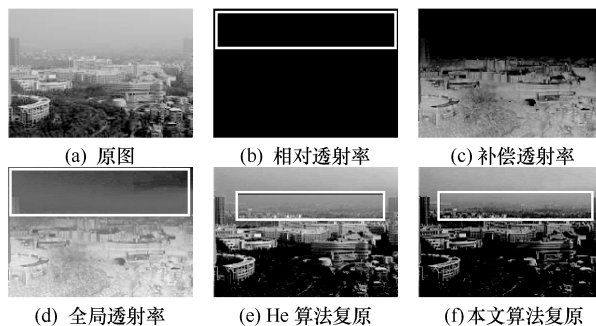 (a) 原图
(b) 相对透射率
(c) 补偿透射率
(d) 全局透射率
(e) He 算法复原
(f) 本文算法复原